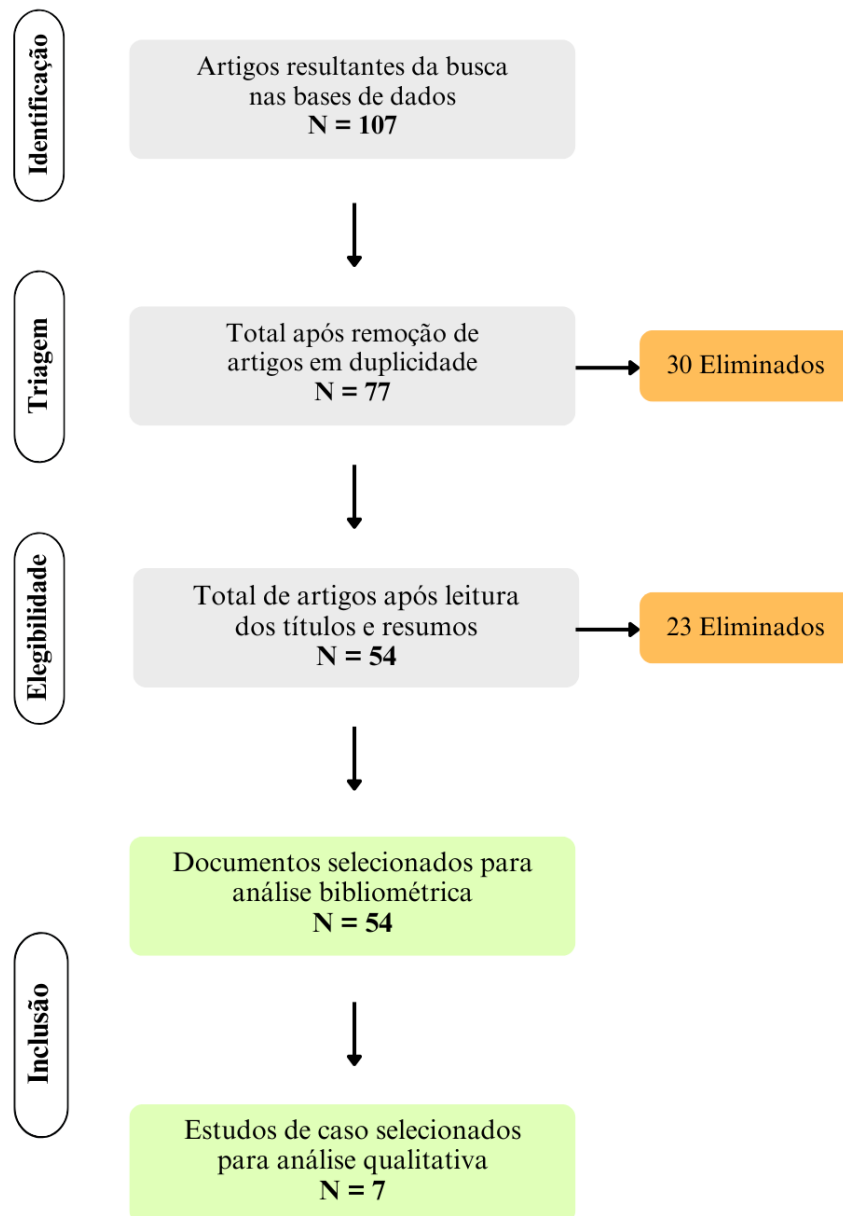 Identificação
Artigos resultantes da busca
nas bases de dados
N = 107
Triagem
Total após remoção de
artigos em duplicidade
N = 77
30 Eliminados
Elegibilidade
Total de artigos após leitura
dos títulos e resumos
N = 54
23 Eliminados
Documentos selecionados para
análise bibliométrica
N = 54
Inclusão
Estudos de caso selecionados
para análise qualitativa
N = 7